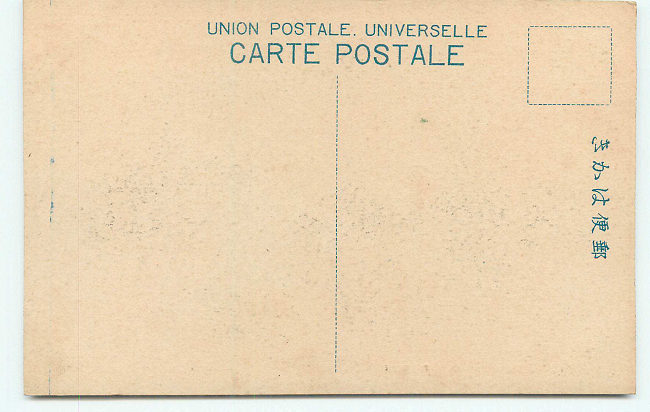 UNION POSTALE. UNIVERSELLE
CARTE POSTALE
郵便はかき